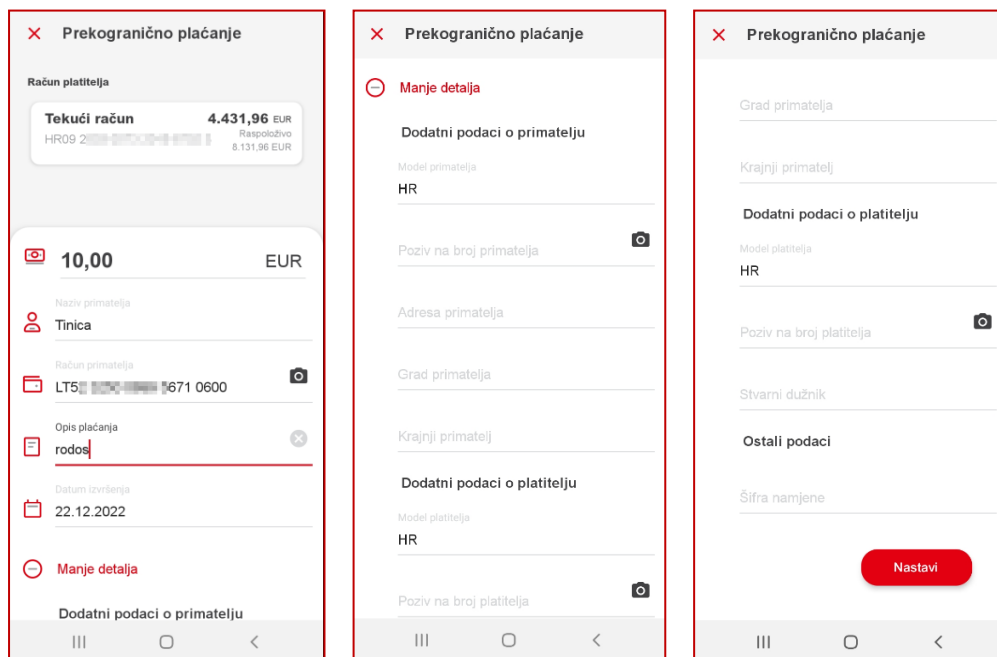 Prekogranično plaćanje
Račun platitelja
Tekući račun 4.431,96 EUR
HR09 2 Raspoloživo
8.131,96 EUR
10,00 EUR
Naziv primatelja
Tinica
Račun primatelja
LT5 671 0600
Opis plaćanja
rodos
Datum izvršenja
22.12.2022
Manje detalja
Dodatni podaci o primatelju
Prekogranično plaćanje
Manje detalja
Dodatni podaci o primatelju
Model primatelja
HR
Poziv na broj primatelja
Adresa primatelja
Grad primatelja
Krajnji primatelj
Dodatni podaci o platitelju
Model platitelja
HR
Poziv na broj platitelja
Prekogranično plaćanje
Grad primatelja
Krajnji primatelj
Dodatni podaci o platitelju
Model platitelja
HR
Poziv na broj platitelja
Stvarni dužnik
Ostali podaci
Šifra namjene
Nastavi